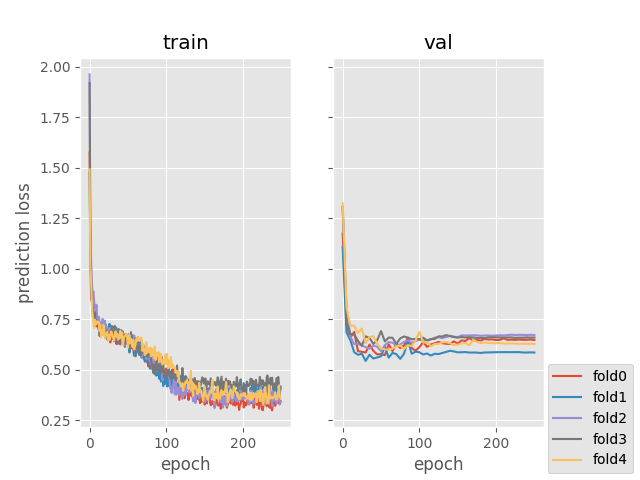 train
val
2.00
1.75
1.50
1.25
1.00
0.75
0.50
0.25
prediction loss
0 100 200
0 100 200
epoch
epoch
fold0
fold1
fold2
fold3
fold4